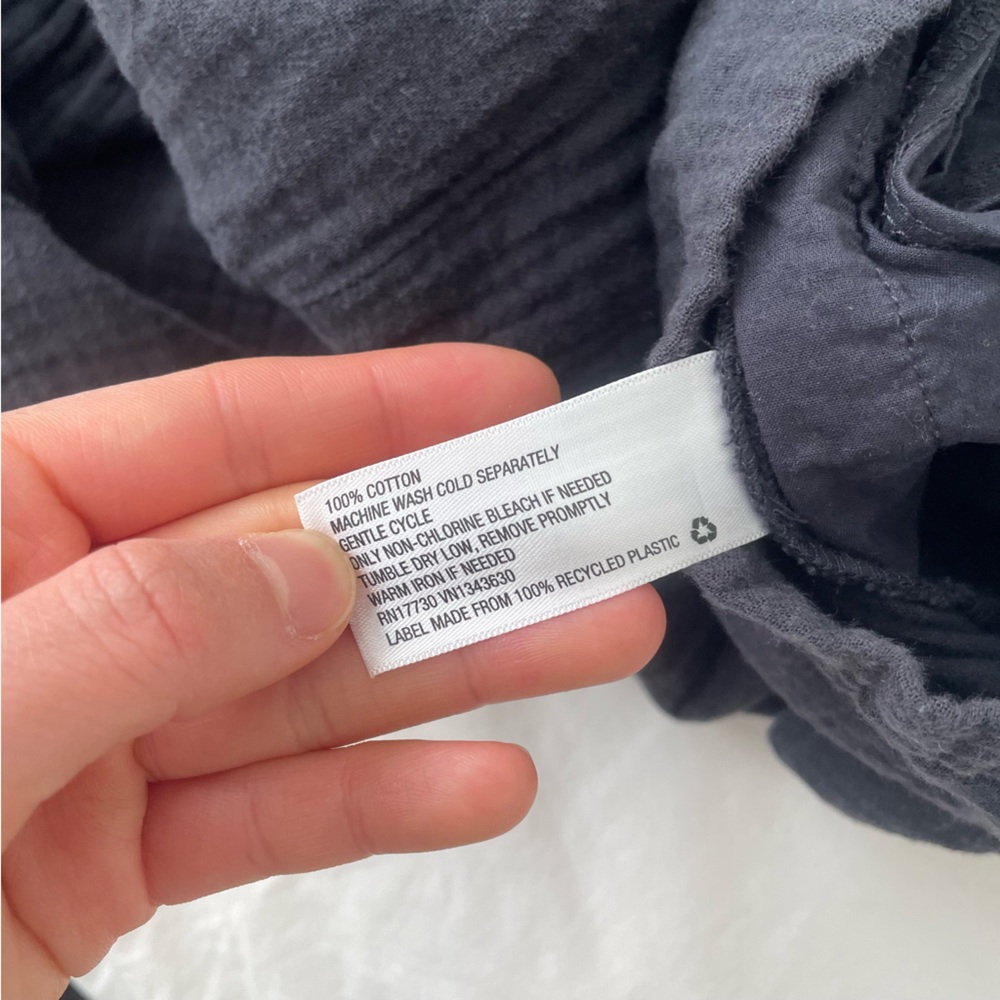 100% COTTON
MACHINE WASH COLD SEPARATELY
GENTLE CYCLE
ONLY NON-CHLORINE BLEACH IF NEEDED
TUMBLE DRY LOW, REMOVE PROMPTLY
WARM IRON IF NEEDED
RN17730 VN1343630
LABEL MADE FROM 100% RECYCLED PLASTIC